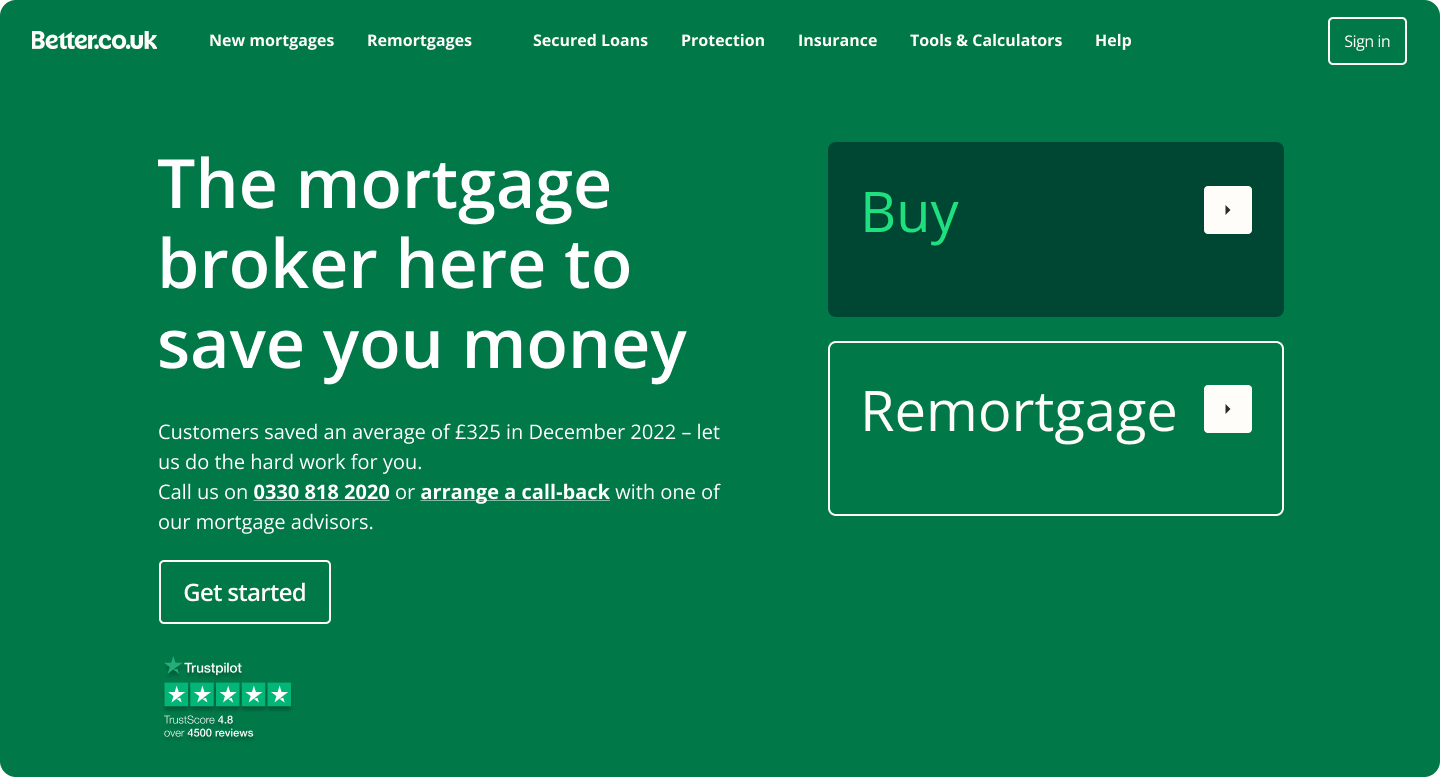 Better.co.uk
New mortgages
Remortgages
Secured Loans
Protection
Insurance
Tools & Calculators
Help
Sign in
The mortgage
broker here to
save you money
Customers saved an average of £325 in December 2022 – let
us do the hard work for you.
Call us on 0330 818 2020 or arrange a call-back with one of
our mortgage advisors.
Get started
Trustpilot
TrustScore 4.8
over 4500 reviews
Buy
Remortgage